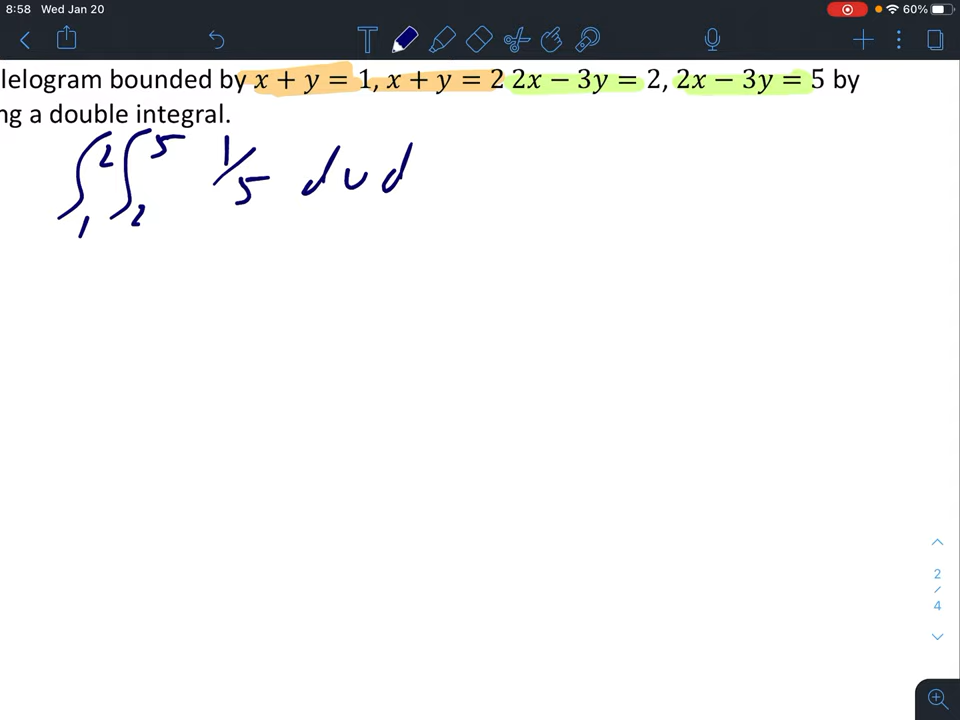 8:58 Wed Jan 20 60%
T
lelogram bounded by x + y = 1, x + y = 2 2x − 3y = 2, 2x − 3y = 5 by
ng a double integral.
∫₁² ∫₂⁵ 1/5 dv d
2
/
4